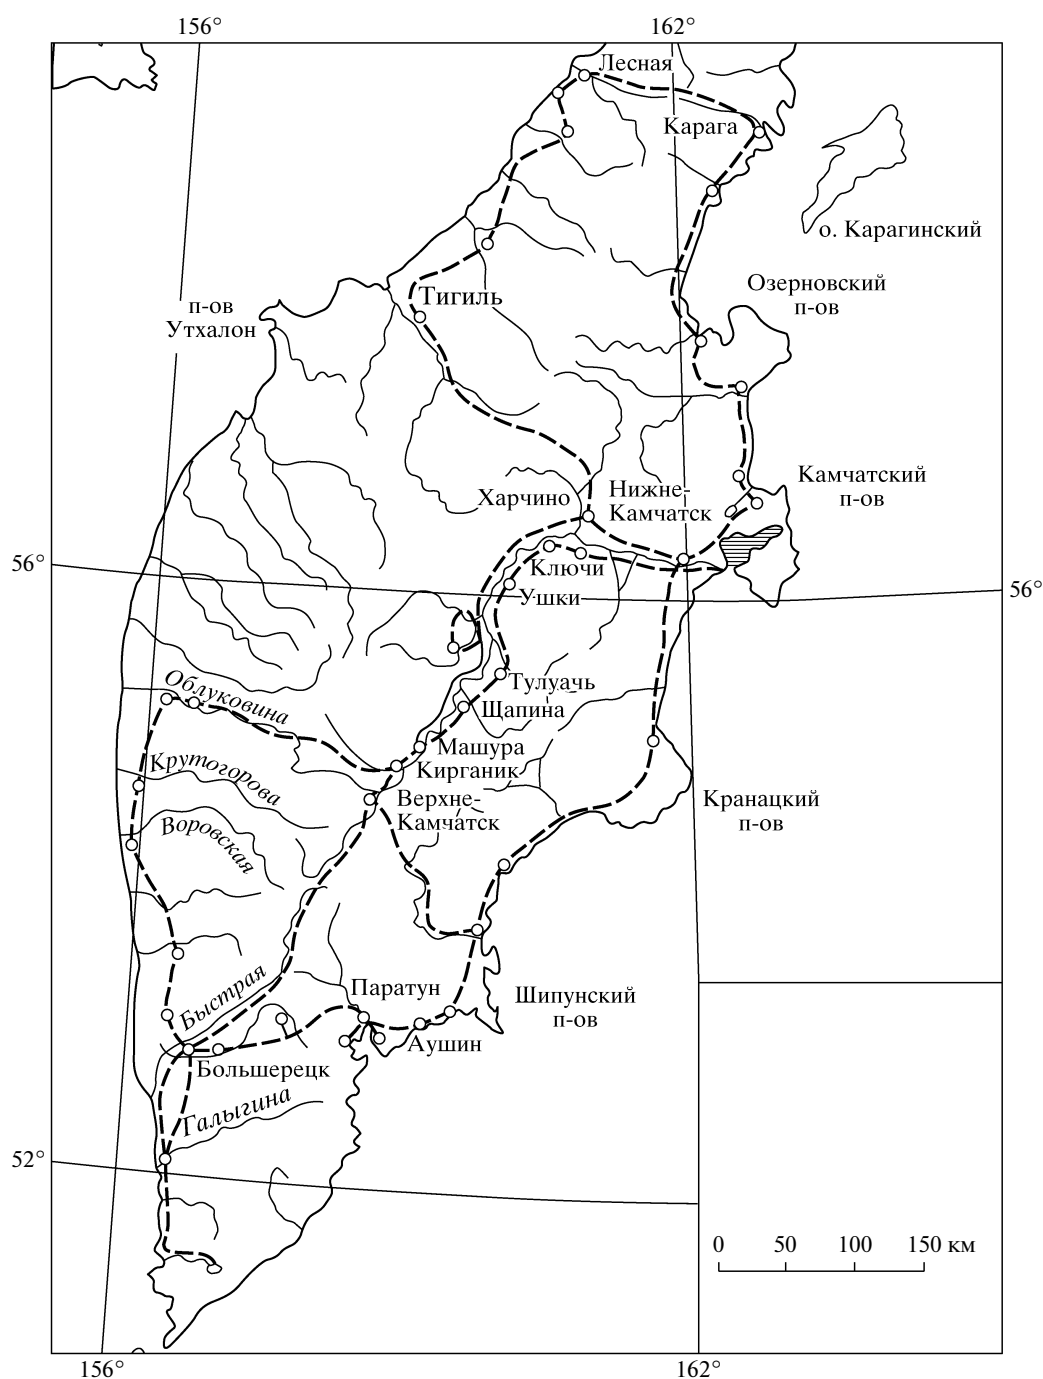 156°
162°
Лесная
Карага
о. Карагинский
Озерновский
п-ов
Тигиль
п-ов
Утхалон
Камчатский
п-ов
Харчино
Нижне-
Камчатск
56°
Ключи
56°
Ушки
Тулуачь
Облуковина
Щапина
Машура
Крутогорова
Кирганик
Верхне-
Камчатск
Кранацкий
п-ов
Воровская
Быстрая
Паратун
Шипунский
п-ов
Аушин
Большерецк
Галыгина
52°
0 50 100 150 км
156°
162°